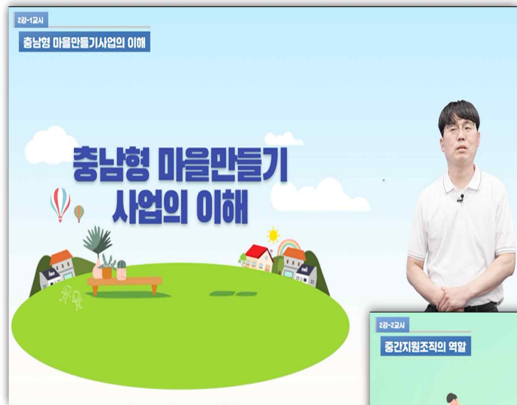 2강-1교시
충남형 마을만들기사업의 이해
충남형 마을만들기
사업의 이해
2강-2교시
중간지원조직의 역할